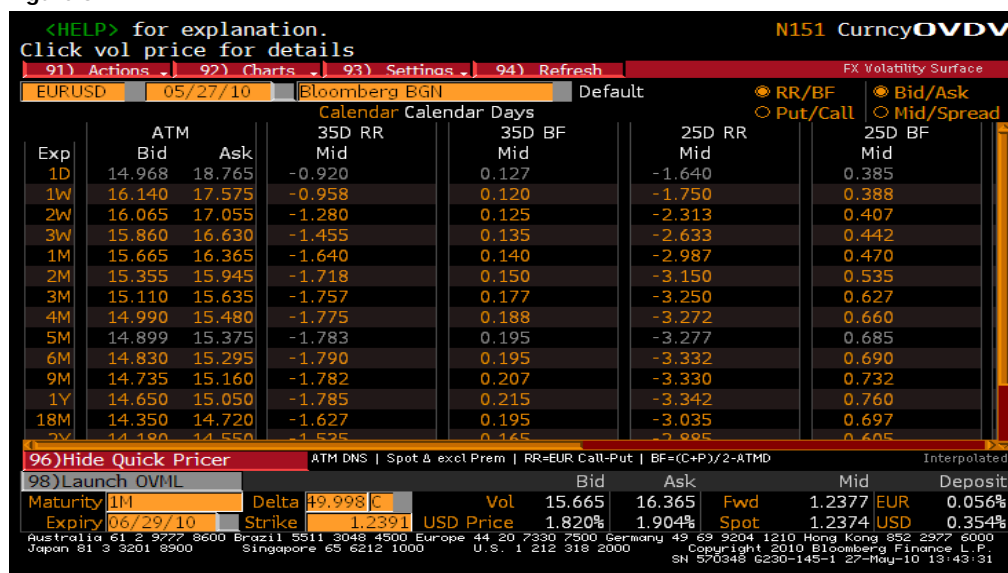 <HELP> for explanation. N151 Curncy OVDV
Click vol price for details
91) Actions 92) Charts 93) Settings 94) Refresh FX Volatility Surface
EURUSD 05/27/10 Bloomberg BGN Default RR/BF Bid/Ask
Calendar Calendar Days Put/Call Mid/Spread
ATM 35D RR 35D BF 25D RR 25D BF
Exp Bid Ask Mid Mid Mid Mid
1D 14.968 18.765 -0.920 0.127 -1.640 0.385
1W 16.140 17.575 -0.958 0.120 -1.750 0.388
2W 16.065 17.055 -1.280 0.125 -2.313 0.407
3W 15.860 16.630 -1.455 0.135 -2.633 0.442
1M 15.665 16.365 -1.640 0.140 -2.987 0.470
2M 15.355 15.945 -1.718 0.150 -3.150 0.535
3M 15.110 15.635 -1.757 0.177 -3.250 0.627
4M 14.990 15.480 -1.775 0.188 -3.272 0.660
5M 14.899 15.375 -1.783 0.195 -3.277 0.685
6M 14.830 15.295 -1.790 0.195 -3.332 0.690
9M 14.735 15.160 -1.782 0.207 -3.330 0.732
1Y 14.650 15.050 -1.785 0.215 -3.342 0.760
18M 14.350 14.720 -1.627 0.195 -3.035 0.697
2Y 14.180 14.550 -1.535 0.165 -2.885 0.605
96)Hide Quick Pricer ATM DNS | Spot Δ excl Prem | RR=EUR Call-Put | BF=(C+P)/2-ATMD Interpolated
98)Launch OVML Bid Ask Mid Deposit
Maturity 1M Delta 49.998 C Vol 15.665 16.365 Fwd 1.2377 EUR 0.056%
Expiry 06/29/10 Strike 1.2391 USD Price 1.820% 1.904% Spot 1.2374 USD 0.354%
Australia 61 2 9777 8600 Brazil 5511 3048 4500 Europe 44 20 7330 7500 Germany 49 69 9204 1210 Hong Kong 852 2977 6000
Japan 81 3 3201 8900 Singapore 65 6212 1000 U.S. 1 212 318 2000 Copyright 2010 Bloomberg Finance L.P.
SN 570348 G230-145-1 27-May-10 13:43:31